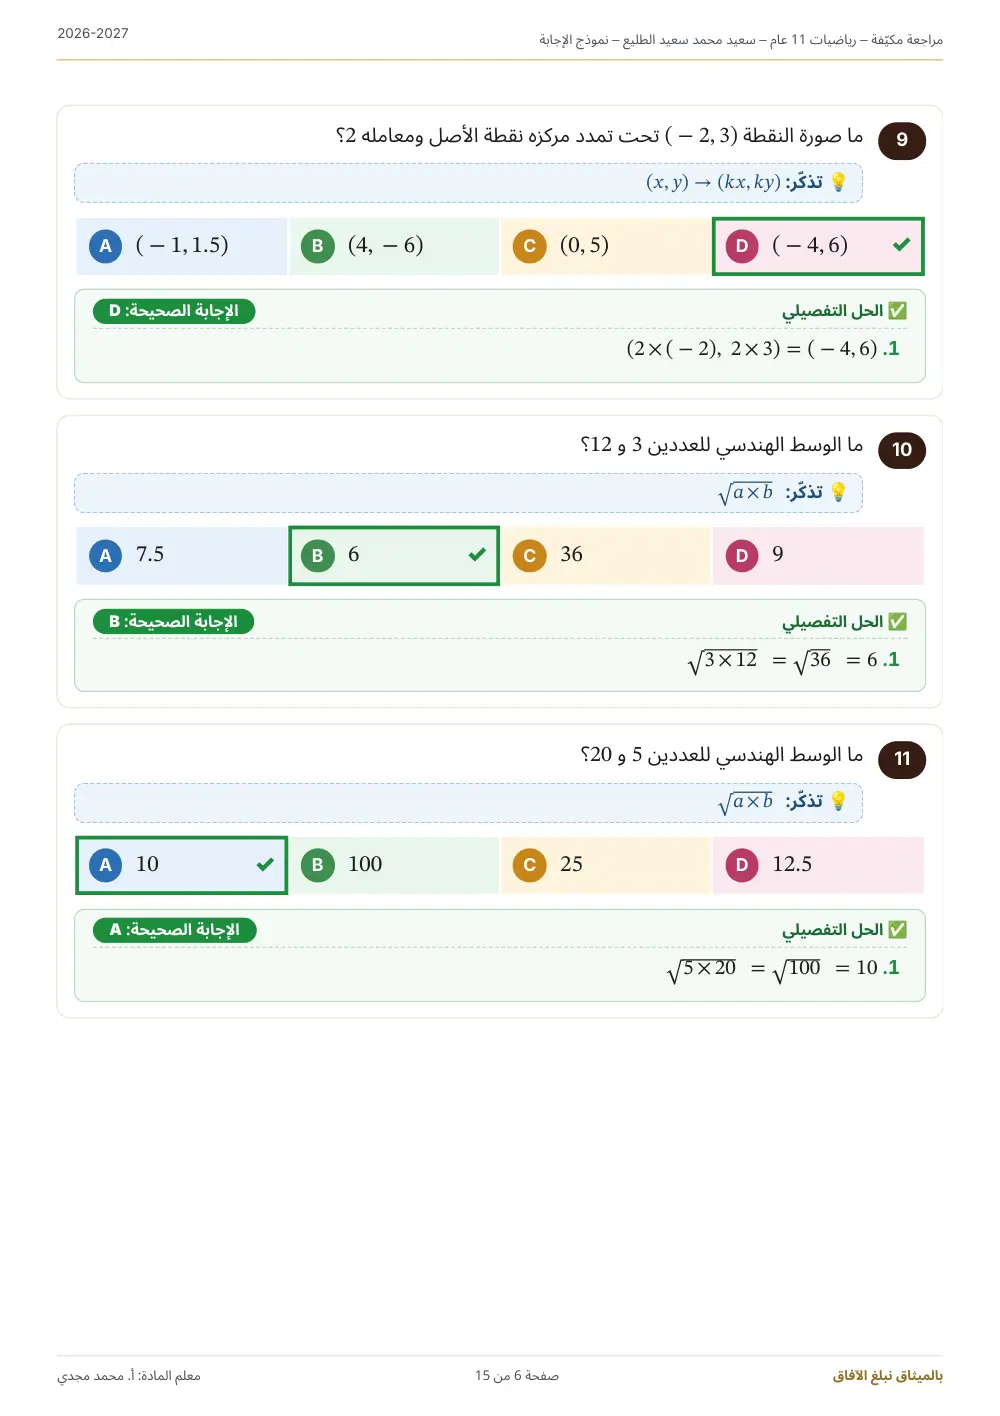 مراجعة مكيّفة – رياضيات 11 عام – سعيد محمد سعيد الطليع – نموذج الإجابة
2026-2027
9
ما صورة النقطة (−2, 3) تحت تمدد مركزه نقطة الأصل ومعامله 2؟
💡 تذكّر: (x, y) → (kx, ky)
A (−1, 1.5) B (4, −6) C (0, 5) D (−4, 6) ✔
✅ الحل التفصيلي
الإجابة الصحيحة: D
1. (2×(−2), 2×3) = (−4, 6)
10
ما الوسط الهندسي للعددين 3 و 12؟
💡 تذكّر: √(a×b)
A 7.5 B 6 ✔ C 36 D 9
✅ الحل التفصيلي
الإجابة الصحيحة: B
1. √(3×12) = √36 = 6
11
ما الوسط الهندسي للعددين 5 و 20؟
💡 تذكّر: √(a×b)
A 10 ✔ B 100 C 25 D 12.5
✅ الحل التفصيلي
الإجابة الصحيحة: A
1. √(5×20) = √100 = 10
بالميثاق نبلغ الآفاق
صفحة 6 من 15
معلم المادة: أ. محمد مجدي